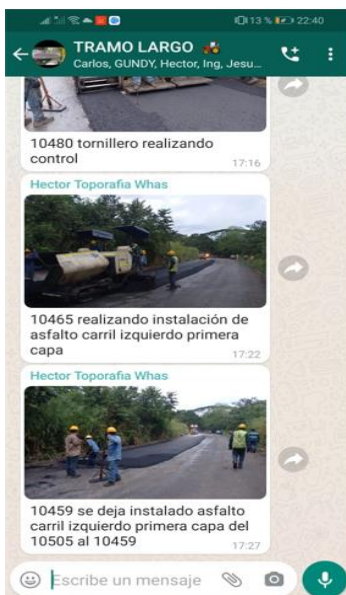 13 % 22:40
TRAMO LARGO
Carlos, GUNDY, Hector, Ing, Jesu...
10480 tornillero realizando
control
17:16
Hector Toporafia Whas
10465 realizando instalación de
asfalto carril izquierdo primera
capa
17:22
Hector Toporafia Whas
10459 se deja instalado asfalto
carril izquierdo primera capa del
10505 al 10459
17:27
Escribe un mensaje